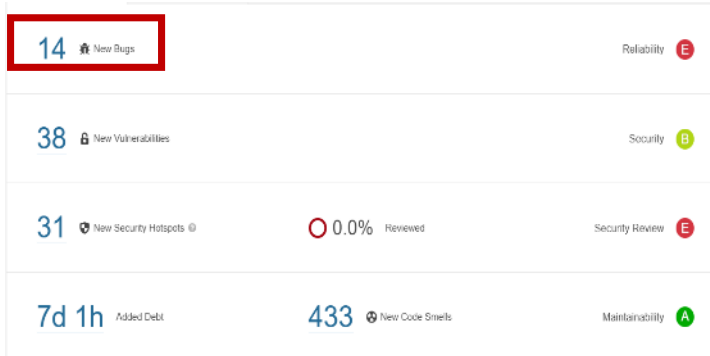 14 New Bugs Reliability E
38 New Vulnerabilities Security B
31 New Security Hotspots 0.0% Reviewed Security Review E
7d 1h Added Debt 433 New Code Smells Maintainability A